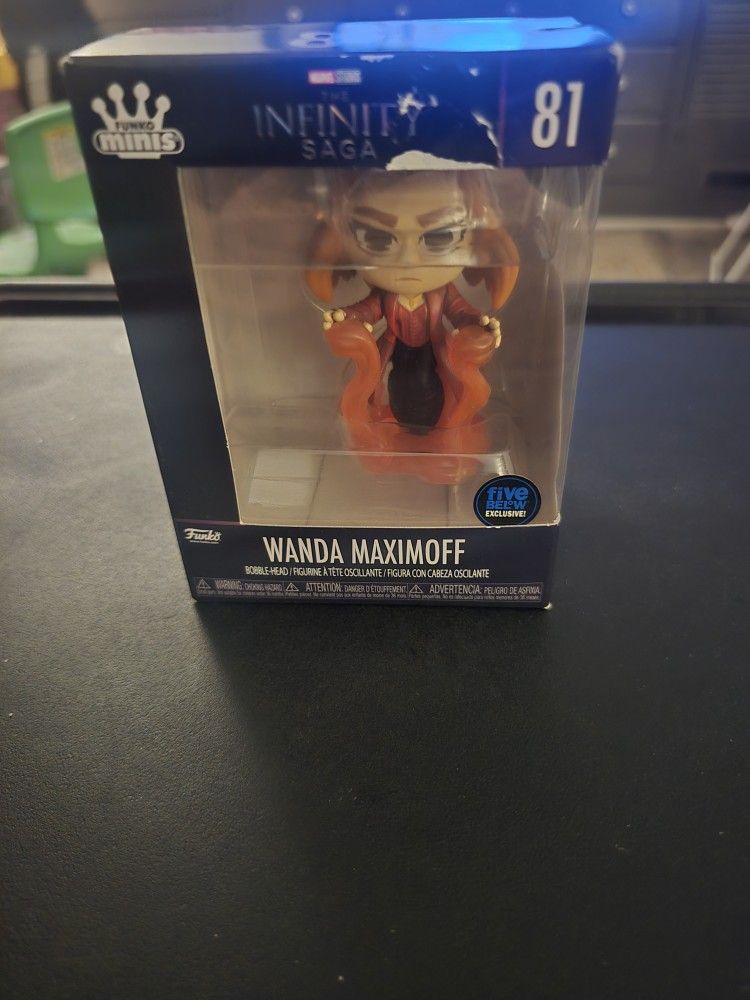 MARVEL STUDIOS
THE
INFINITY
SAGA
81
FUNKO
minis
five
BELOW
EXCLUSIVE!
Funko
WANDA MAXIMOFF
BOBBLE-HEAD / FIGURINE À TÊTE OSCILLANTE / FIGURA CON CABEZA OSCILANTE
WARNING: CHOKING HAZARD ATTENTION: DANGER D'ÉTOUFFEMENT. ADVERTENCIA: PELIGRO DE ASFIXIA.